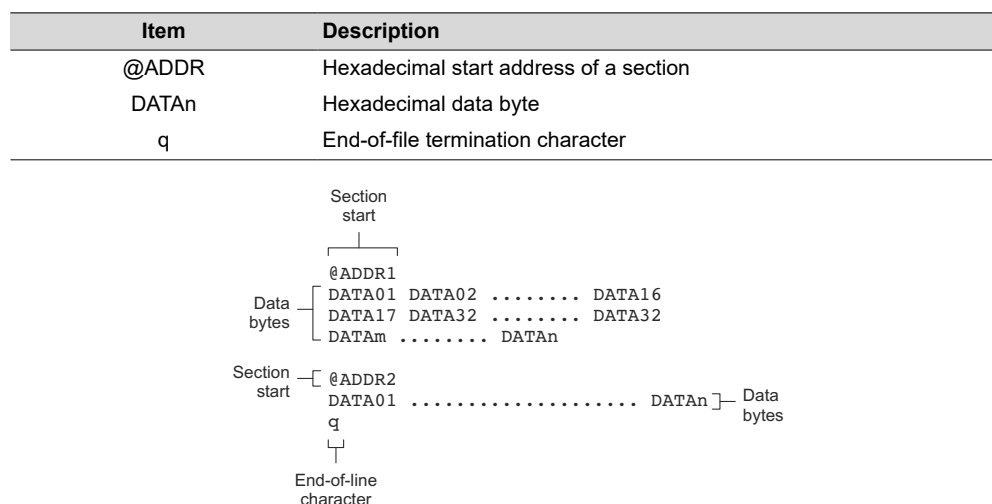 Item Description
@ADDR Hexadecimal start address of a section
DATAn Hexadecimal data byte
q End-of-file termination character
Section
start
@ADDR1
Data
bytes
DATA01 DATA02 ........ DATA16
DATA17 DATA32 ........ DATA32
DATAm ........ DATAn
Section
start
@ADDR2
DATA01 .................... DATAn
Data
bytes
q
End-of-line
character